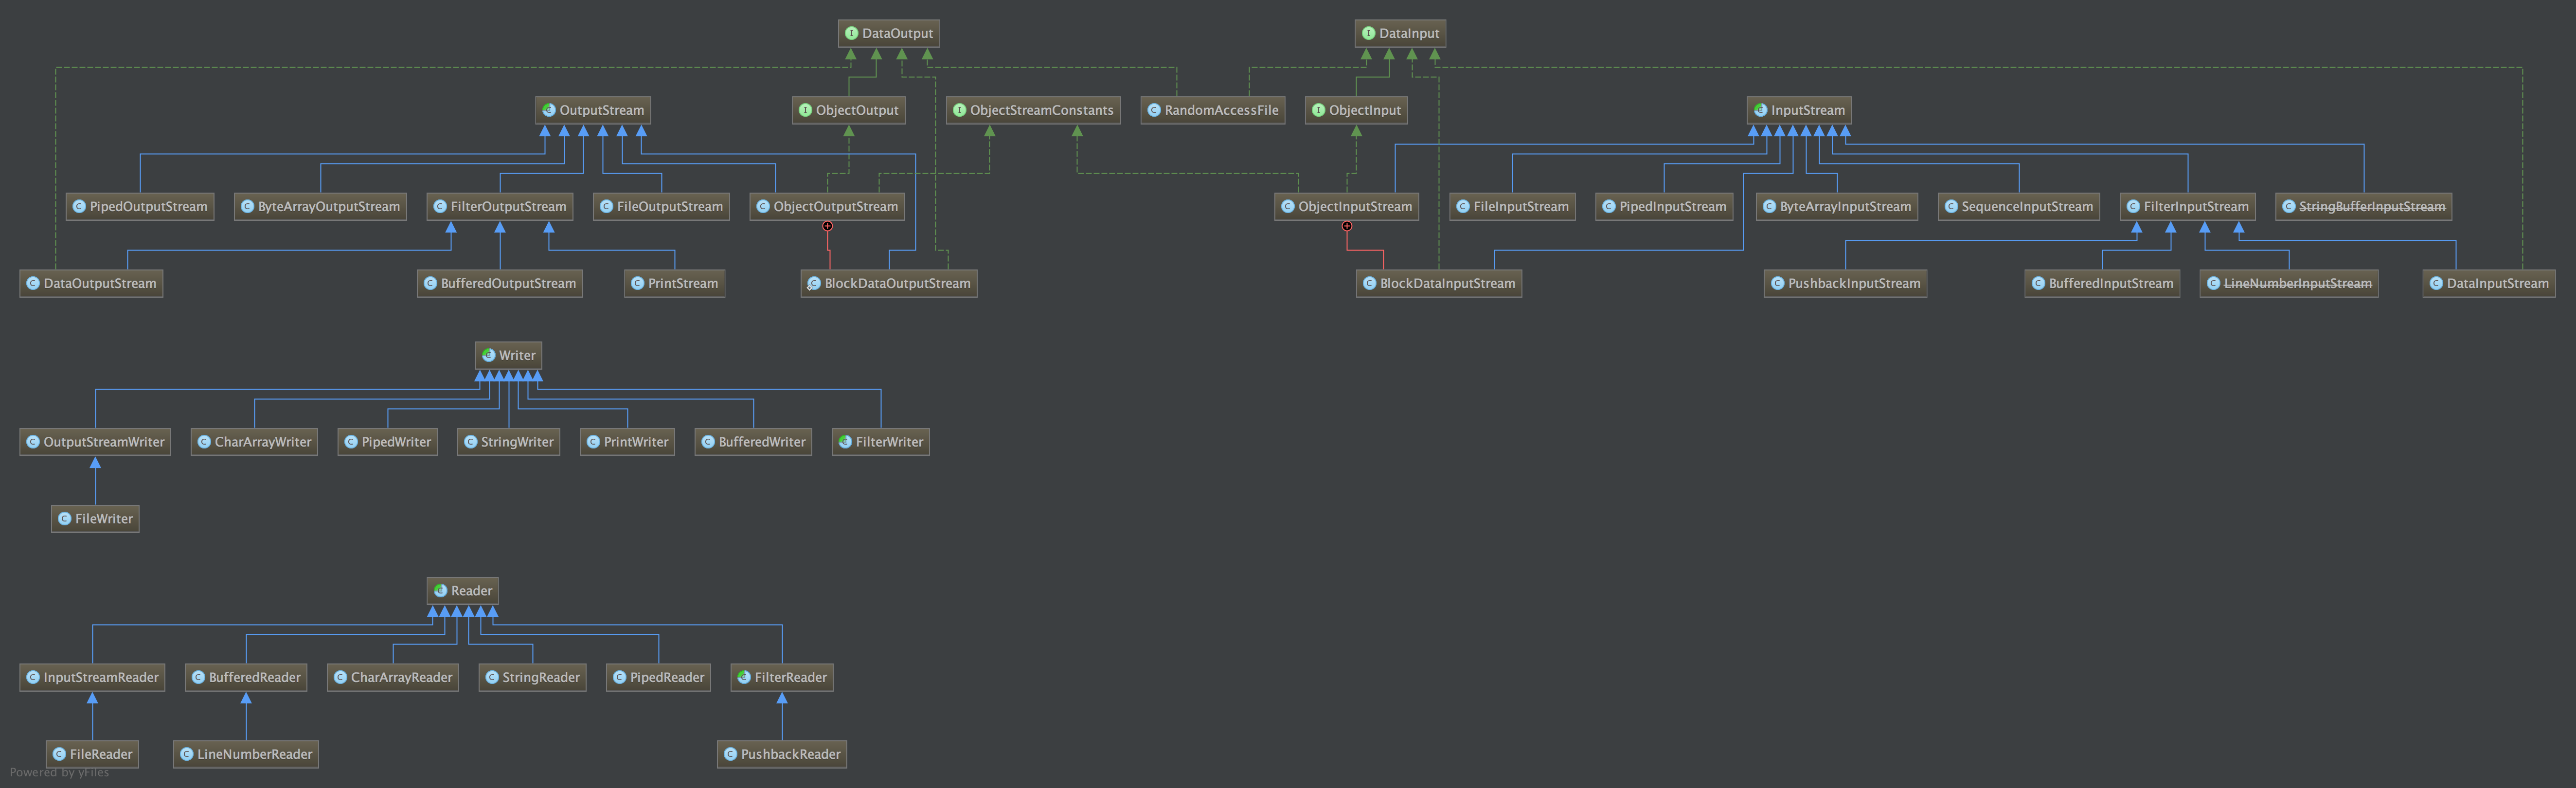 DataOutput
DataInput
OutputStream
ObjectOutput
ObjectStreamConstants
RandomAccessFile
ObjectInput
InputStream
PipedOutputStream
ByteArrayOutputStream
FilterOutputStream
FileOutputStream
ObjectOutputStream
ObjectInputStream
FileInputStream
PipedInputStream
ByteArrayInputStream
SequenceInputStream
FilterInputStream
StringBufferInputStream
DataOutputStream
BufferedOutputStream
PrintStream
BlockDataOutputStream
BlockDataInputStream
PushbackInputStream
BufferedInputStream
LineNumberInputStream
DataInputStream
Writer
OutputStreamWriter
CharArrayWriter
PipedWriter
StringWriter
PrintWriter
BufferedWriter
FilterWriter
FileWriter
Reader
InputStreamReader
BufferedReader
CharArrayReader
StringReader
PipedReader
FilterReader
FileReader
LineNumberReader
PushbackReader
Powered by yFiles